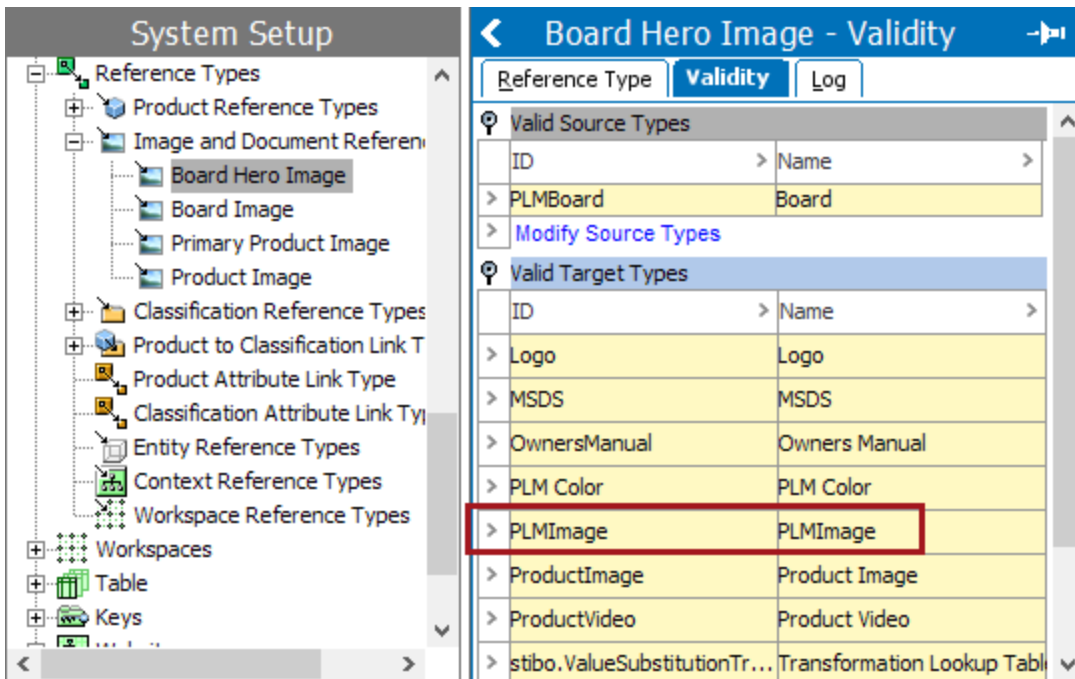 System Setup
Reference Types
Product Reference Types
Image and Document Referen
Board Hero Image
Board Image
Primary Product Image
Product Image
Classification Reference Types
Product to Classification Link T
Product Attribute Link Type
Classification Attribute Link Ty
Entity Reference Types
Context Reference Types
Workspace Reference Types
Workspaces
Table
Keys
Board Hero Image - Validity
Reference Type Validity Log
Valid Source Types
ID > Name >
> PLMBoard Board
> Modify Source Types
Valid Target Types
ID > Name >
> Logo Logo
> MSDS MSDS
> OwnersManual Owners Manual
> PLM Color PLM Color
> PLMImage PLMImage
> ProductImage Product Image
> ProductVideo Product Video
> stibo.ValueSubstitutionTr... Transformation Lookup Tabl